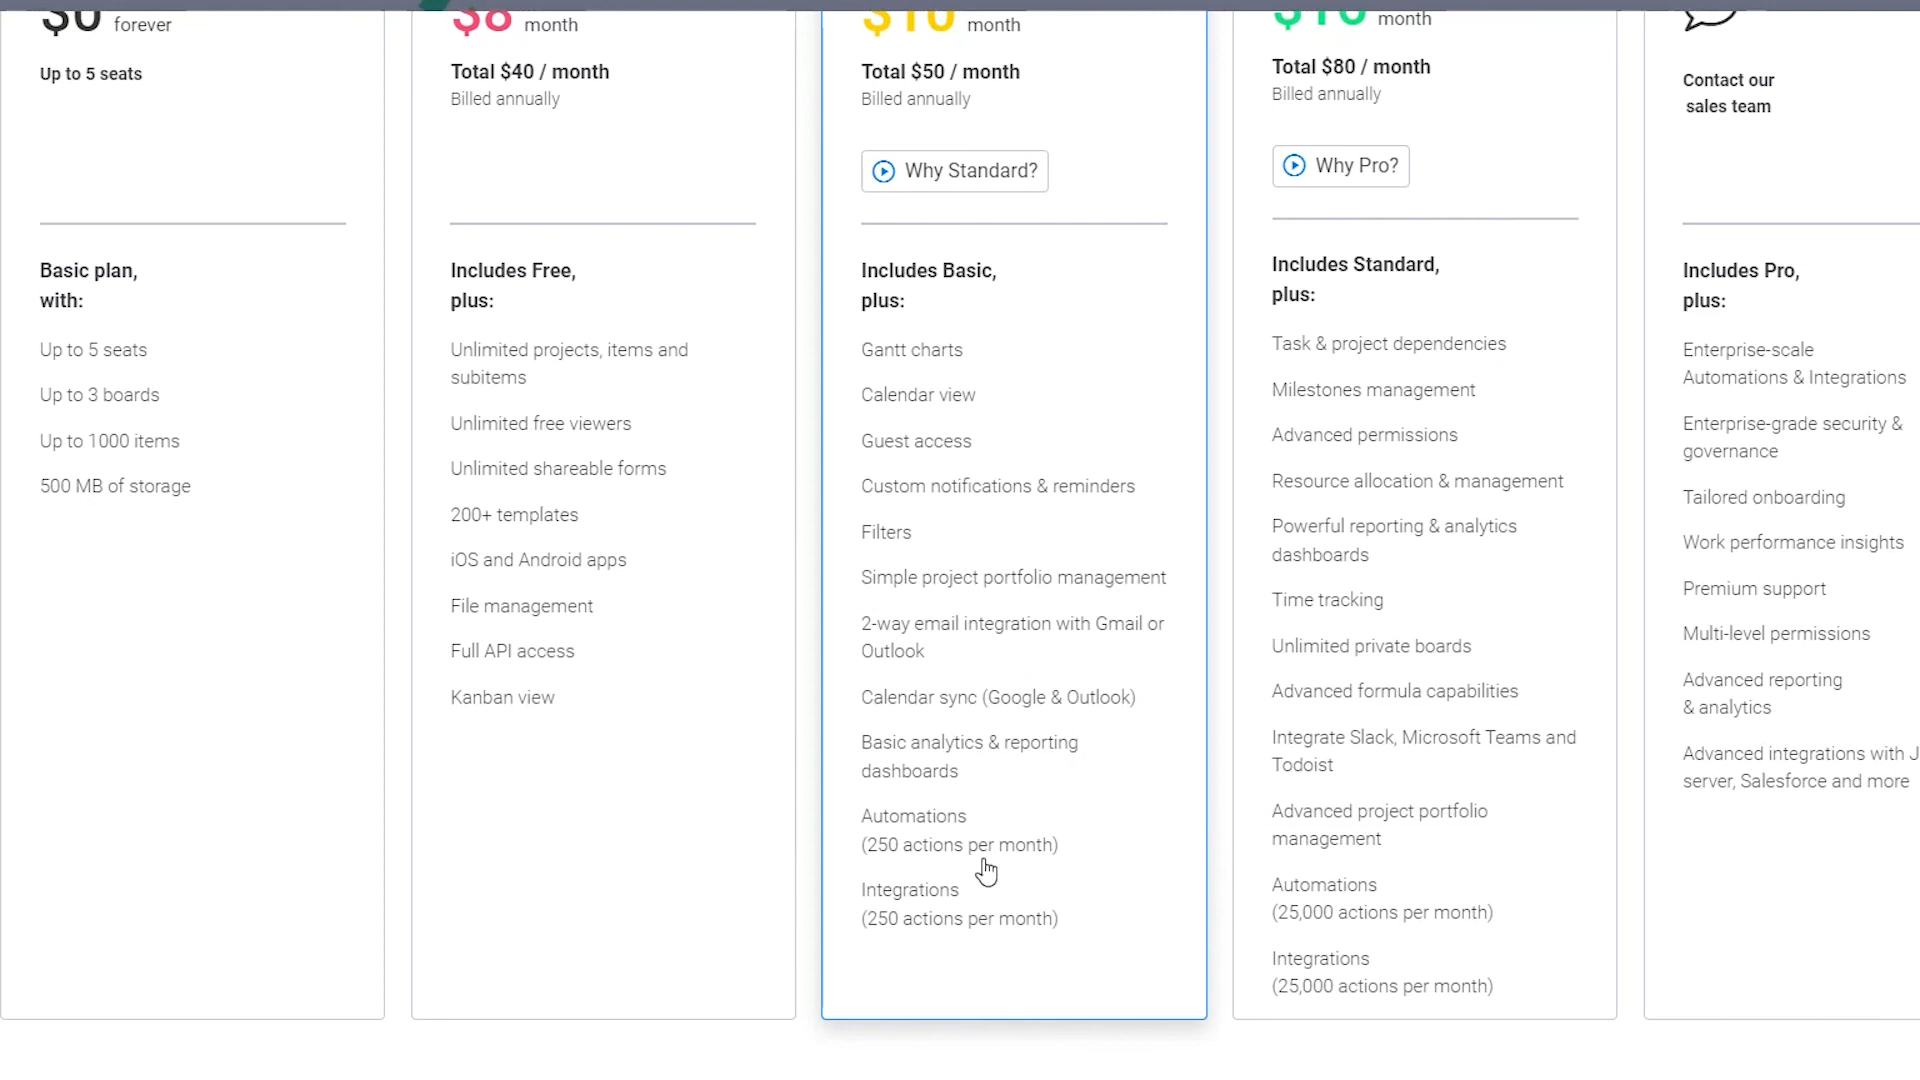 $0 forever
Up to 5 seats
Basic plan,
with:
Up to 5 seats
Up to 3 boards
Up to 1000 items
500 MB of storage
$8 month
Total $40 / month
Billed annually
Includes Free,
plus:
Unlimited projects, items and
subitems
Unlimited free viewers
Unlimited shareable forms
200+ templates
iOS and Android apps
File management
Full API access
Kanban view
$10 month
Total $50 / month
Billed annually
Why Standard?
Includes Basic,
plus:
Gantt charts
Calendar view
Guest access
Custom notifications & reminders
Filters
Simple project portfolio management
2-way email integration with Gmail or
Outlook
Calendar sync (Google & Outlook)
Basic analytics & reporting
dashboards
Automations
(250 actions per month)
Integrations
(250 actions per month)
$16 month
Total $80 / month
Billed annually
Why Pro?
Includes Standard,
plus:
Task & project dependencies
Milestones management
Advanced permissions
Resource allocation & management
Powerful reporting & analytics
dashboards
Time tracking
Unlimited private boards
Advanced formula capabilities
Integrate Slack, Microsoft Teams and
Todoist
Advanced project portfolio
management
Automations
(25,000 actions per month)
Integrations
(25,000 actions per month)
Contact our
sales team
Includes Pro,
plus:
Enterprise-scale
Automations & Integrations
Enterprise-grade security &
governance
Tailored onboarding
Work performance insights
Premium support
Multi-level permissions
Advanced reporting
& analytics
Advanced integrations with J
server, Salesforce and more